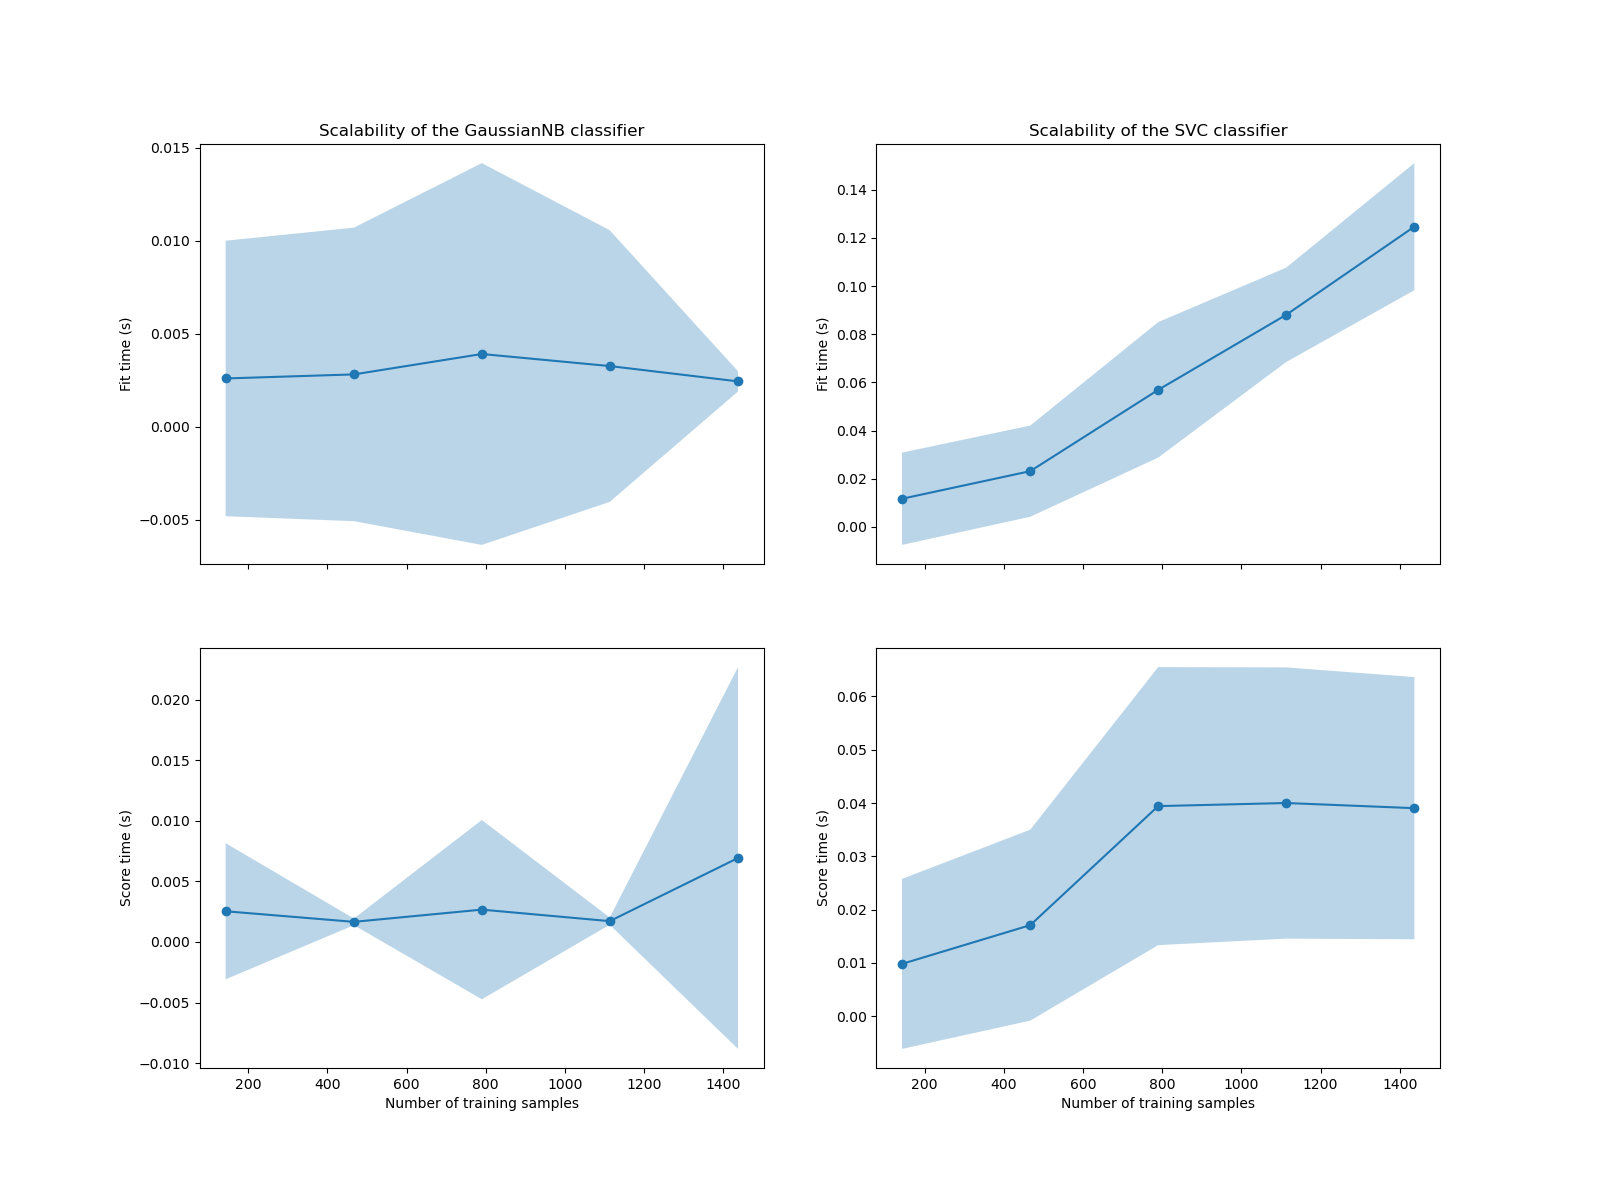 Scalability of the GaussianNB classifier
Scalability of the SVC classifier
0.015
0.010
0.005
0.000
−0.005
Fit time (s)
0.14
0.12
0.10
0.08
0.06
0.04
0.02
0.00
Fit time (s)
0.020
0.015
0.010
0.005
0.000
−0.005
−0.010
Score time (s)
200 400 600 800 1000 1200 1400
Number of training samples
0.06
0.05
0.04
0.03
0.02
0.01
0.00
Score time (s)
200 400 600 800 1000 1200 1400
Number of training samples